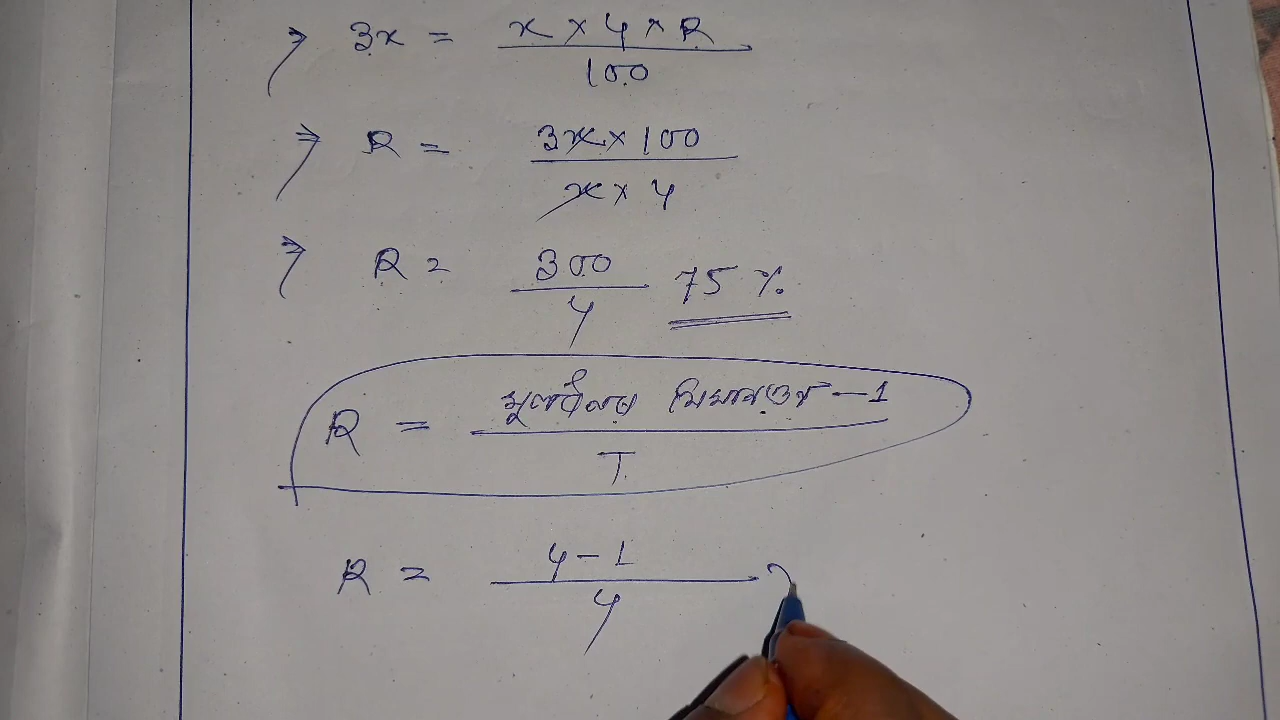 ⇒ 3x = x × 4 × R / 100
⇒ R = 3x × 100 / x × 4
⇒ R = 300 / 4 75 %
R = - 1 / T
R = 4 - 1 / 4